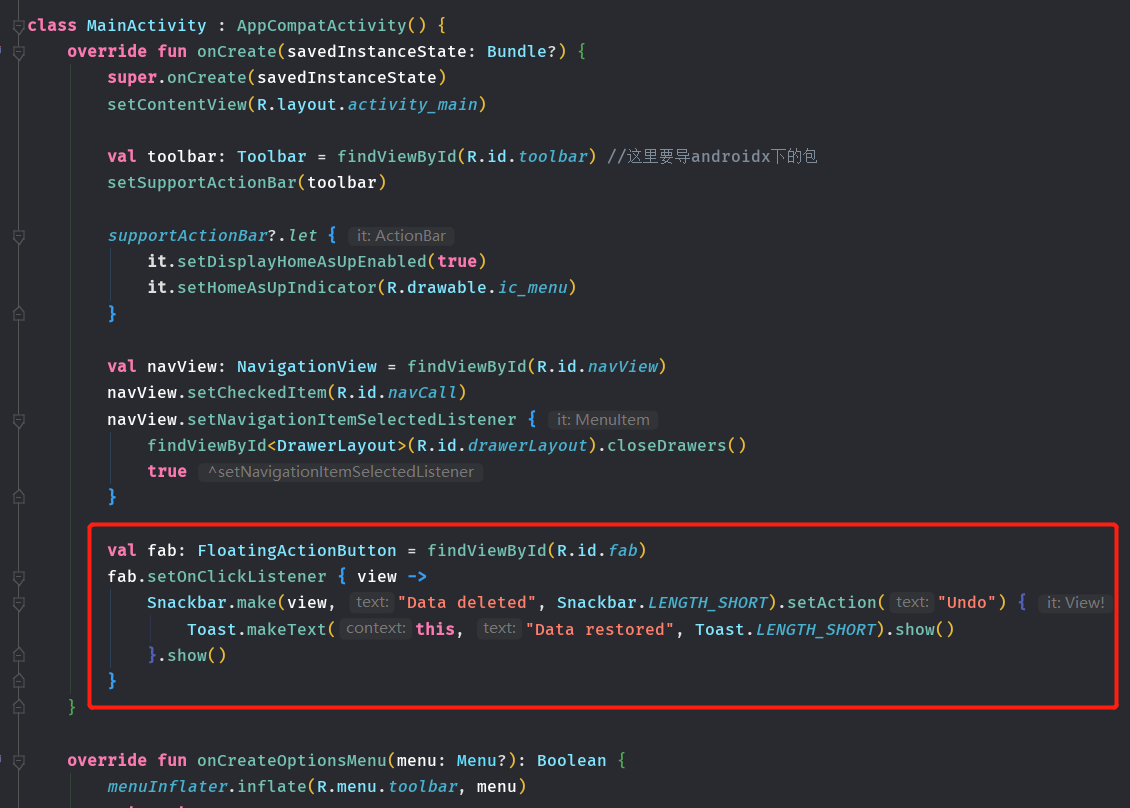 class MainActivity : AppCompatActivity() {
override fun onCreate(savedInstanceState: Bundle?) {
super.onCreate(savedInstanceState)
setContentView(R.layout.activity_main)
val toolbar: Toolbar = findViewById(R.id.toolbar) //这里要导androidx下的包
setSupportActionBar(toolbar)
supportActionBar?.let { it: ActionBar
it.setDisplayHomeAsUpEnabled(true)
it.setHomeAsUpIndicator(R.drawable.ic_menu)
}
val navView: NavigationView = findViewById(R.id.navView)
navView.setCheckedItem(R.id.navCall)
navView.setNavigationItemSelectedListener { it: MenuItem
findViewById<DrawerLayout>(R.id.drawerLayout).closeDrawers()
true ^setNavigationItemSelectedListener
}
val fab: FloatingActionButton = findViewById(R.id.fab)
fab.setOnClickListener { view ->
Snackbar.make(view, text: "Data deleted", Snackbar.LENGTH_SHORT).setAction( text: "Undo") { it: View!
Toast.makeText( context: this, text: "Data restored", Toast.LENGTH_SHORT).show()
}.show()
}
}
override fun onCreateOptionsMenu(menu: Menu?): Boolean {
menuInflater.inflate(R.menu.toolbar, menu)